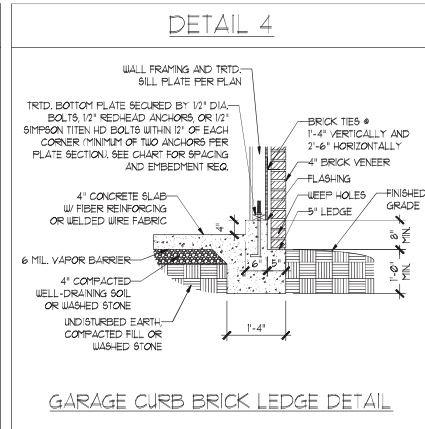 DETAIL 4
WALL FRAMING AND TRTD.
SILL PLATE PER PLAN
TRTD. BOTTOM PLATE SECURED BY 1/2" DIA.
BOLTS, 1/2" REDHEAD ANCHORS, OR 1/2"
SIMPSON TITEN HD BOLTS WITHIN 12" OF EACH
CORNER (MINIMUM OF TWO ANCHORS PER
PLATE SECTION). SEE CHART FOR SPACING
AND EMBEDMENT REQ.
BRICK TIES @
1'-4" VERTICALLY AND
2'-6" HORIZONTALLY
4" BRICK VENEER
FLASHING
WEEP HOLES
5" LEDGE
FINISHED
GRADE
4" CONCRETE SLAB
W/ FIBER REINFORCING
OR WELDED WIRE FABRIC
4"
8"
MIN.
6 MIL. VAPOR BARRIER
6"
5"
1'-0"
MIN.
4" COMPACTED
WELL-DRAINING SOIL
OR WASHED STONE
UNDISTURBED EARTH,
COMPACTED FILL OR
WASHED STONE
1'-4"
GARAGE CURB BRICK LEDGE DETAIL